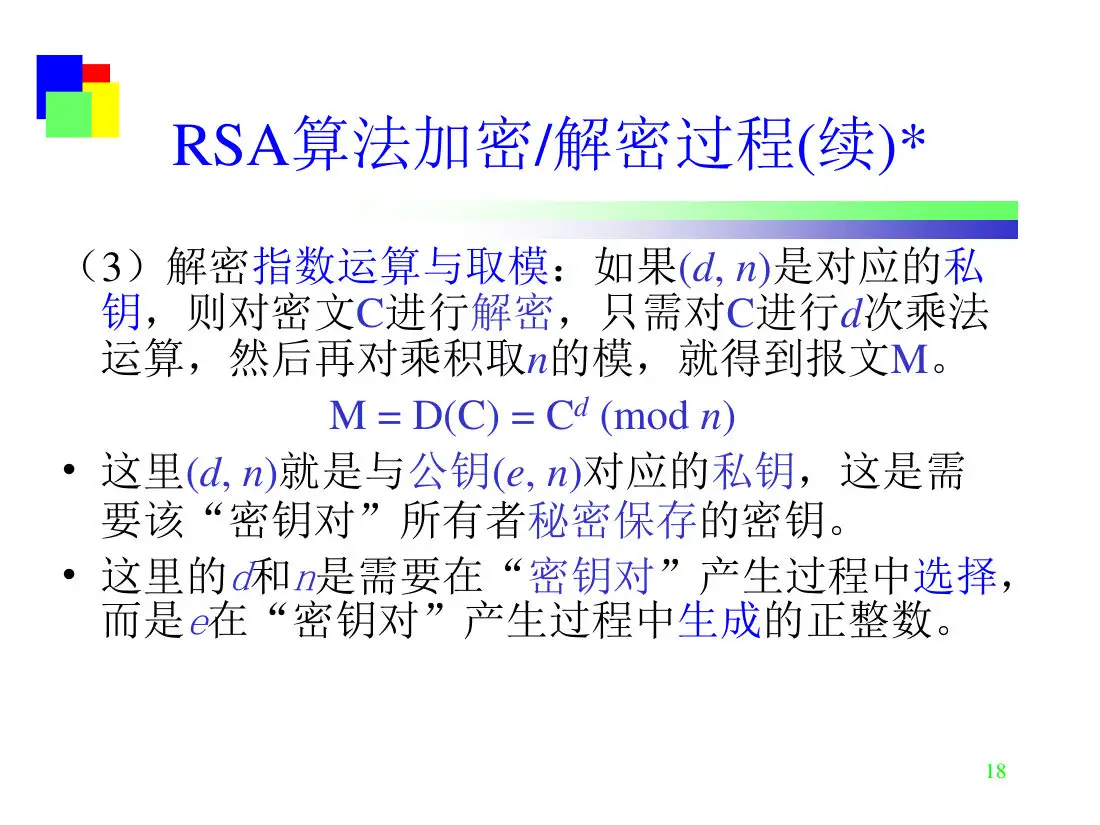 RSA算法加密/解密过程(续)*
（3）解密指数运算与取模：如果(d, n)是对应的私
钥，则对密文C进行解密，只需对C进行d次乘法
运算，然后再对乘积取n的模，就得到报文M。
M = D(C) = Cᵈ (mod n)
• 这里(d, n)就是与公钥(e, n)对应的私钥，这是需
要该“密钥对”所有者秘密保存的密钥。
• 这里的d和n是需要在“密钥对”产生过程中选择，
而是e在“密钥对”产生过程中生成的正整数。
18